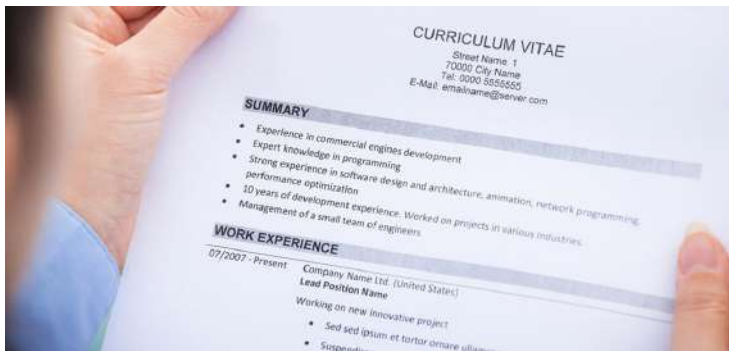 CURRICULUM VITAE
Street Name 1
70000 City Name
Tel: 0000 5555555
E-Mail: emailname@server.com
SUMMARY
• Experience in commercial engines development
• Expert knowledge in programming
• Strong experience in software design and architecture, animation, network programming,
performance optimization
• 10 years of development experience. Worked on projects in various industries.
• Management of a small team of engineers
WORK EXPERIENCE
07/2007 - Present Company Name Ltd. (United States)
Lead Position Name
Working on new innovative project
• Sed sed ipsum et tortor ornare